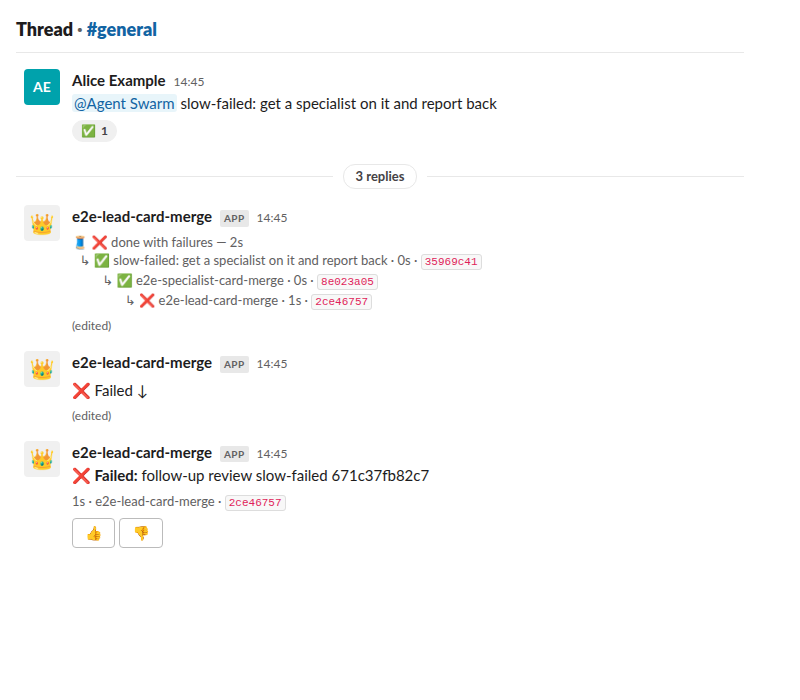 Thread • #general
AE
Alice Example 14:45
@Agent Swarm slow-failed: get a specialist on it and report back
✅ 1
3 replies
e2e-lead-card-merge APP 14:45
🧵 ❌ done with failures — 2s
↳ ✅ slow-failed: get a specialist on it and report back · 0s · 35969c41
↳ ✅ e2e-specialist-card-merge · 0s · 8e023a05
↳ ❌ e2e-lead-card-merge · 1s · 2ce46757
(edited)
e2e-lead-card-merge APP 14:45
❌ Failed ↓
(edited)
e2e-lead-card-merge APP 14:45
❌ Failed: follow-up review slow-failed 671c37fb82c7
1s · e2e-lead-card-merge · 2ce46757
👍 👎